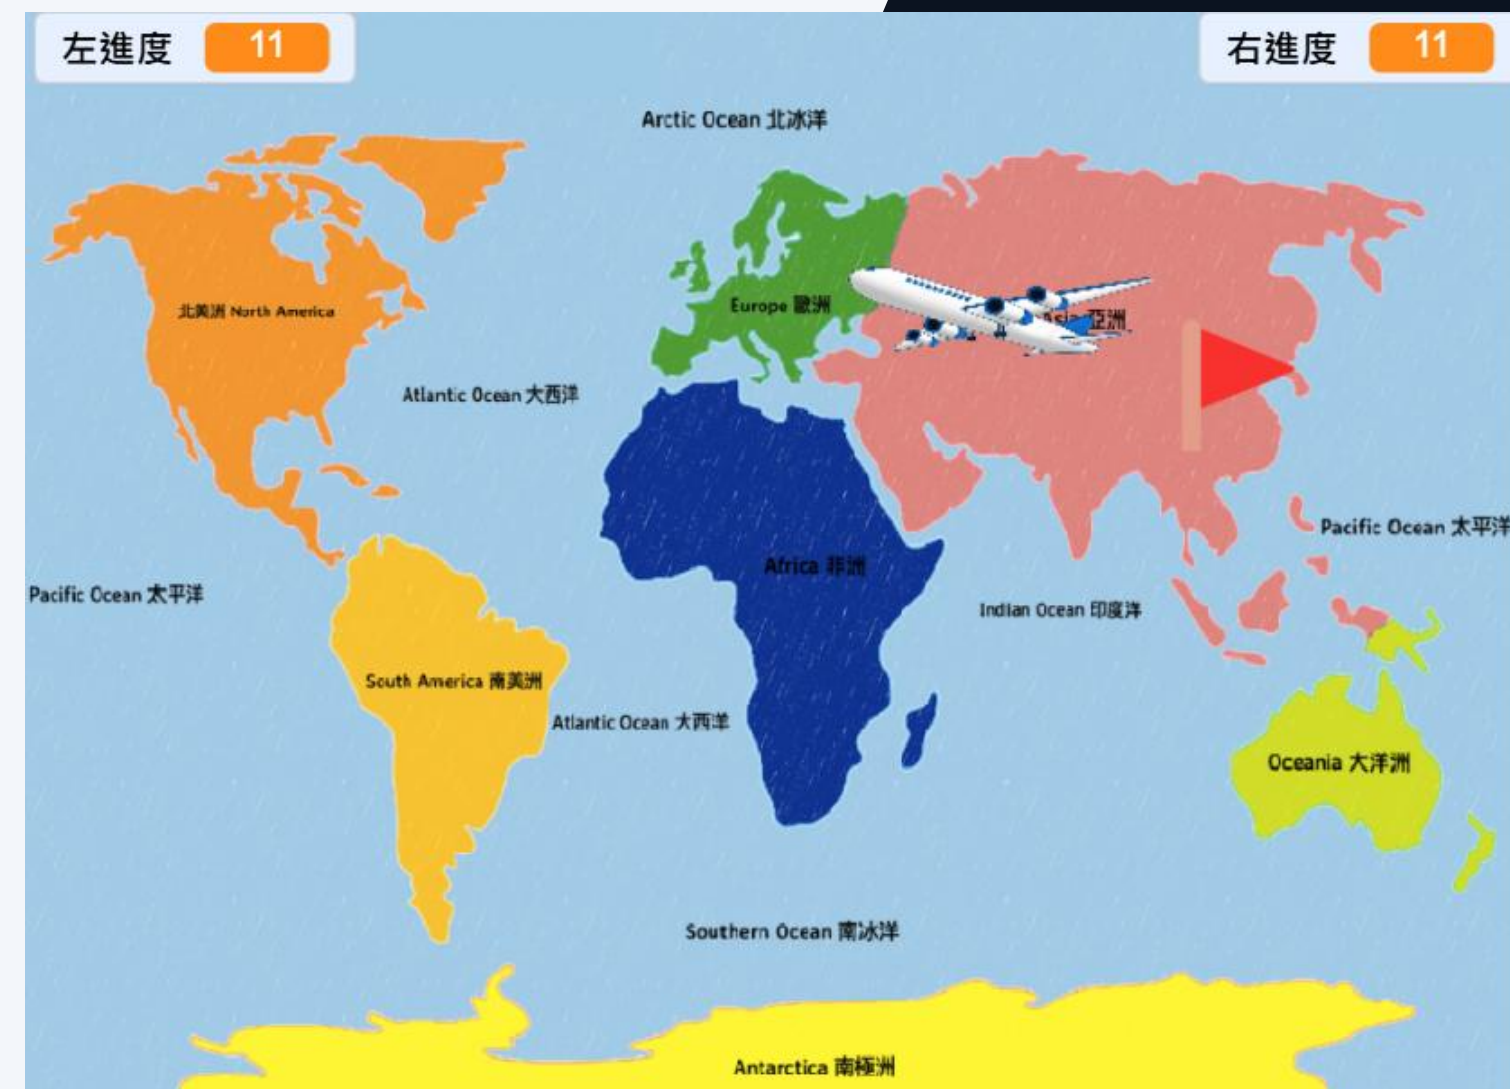 左進度 11
右進度 11
Arctic Ocean 北冰洋
北美洲 North America
Europe 歐洲
Asia 亞洲
Atlantic Ocean 大西洋
Pacific Ocean 太平洋
Africa 非洲
Pacific Ocean 太平洋
Indian Ocean 印度洋
South America 南美洲
Atlantic Ocean 大西洋
Oceania 大洋洲
Southern Ocean 南冰洋
Antarctica 南極洲